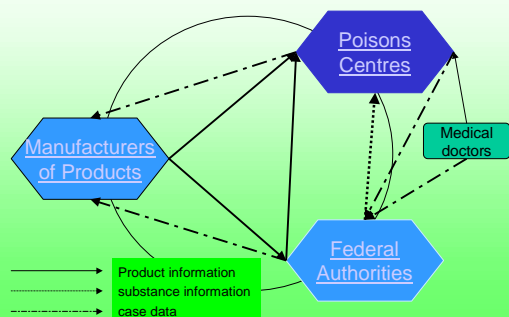 Poisons
Centres
Manufacturers
of Products
Medical
doctors
Federal
Authorities
Product information
substance information
case data